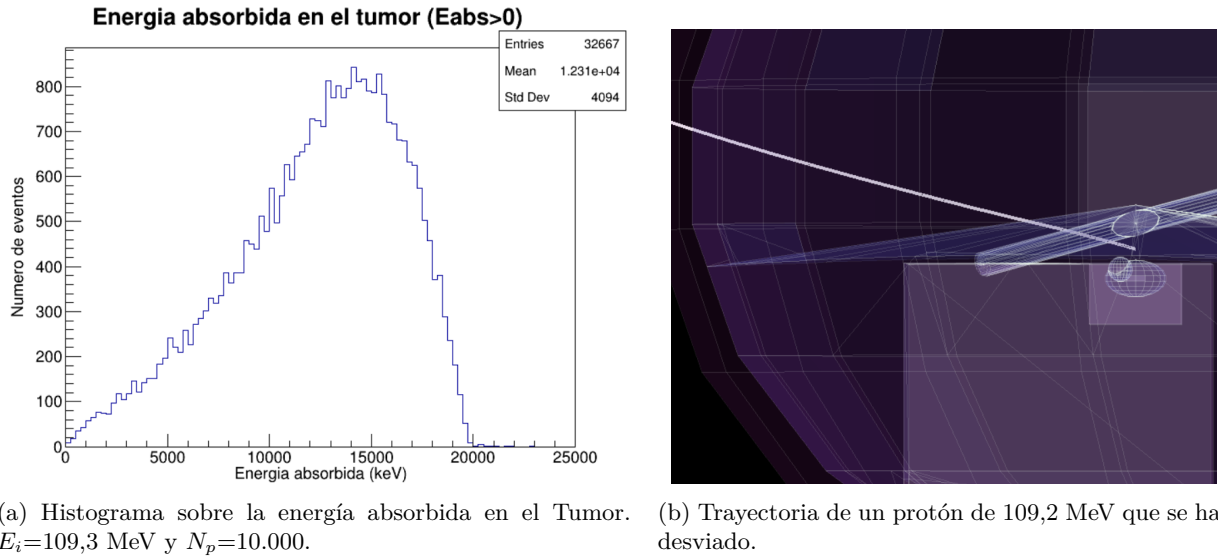 Energia absorbida en el tumor (Eabs>0)
Entries 32667
Mean 1.231e+04
Std Dev 4094
Numero de eventos
800
700
600
500
400
300
200
100
0
0 5000 10000 15000 20000 25000
Energia absorbida (keV)
(a) Histograma sobre la energía absorbida en el Tumor.
E_i=109,3 MeV y N_p=10.000.
(b) Trayectoria de un protón de 109,2 MeV que se ha
desviado.